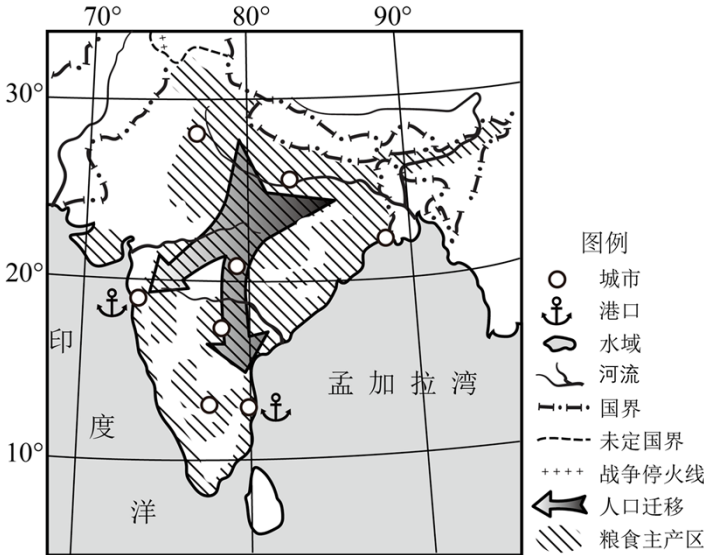 70° 80° 90°
30°
20°
10°
印
度
洋
孟加拉湾
图例
城市
港口
水域
河流
国界
未定国界
战争停火线
人口迁移
粮食主产区